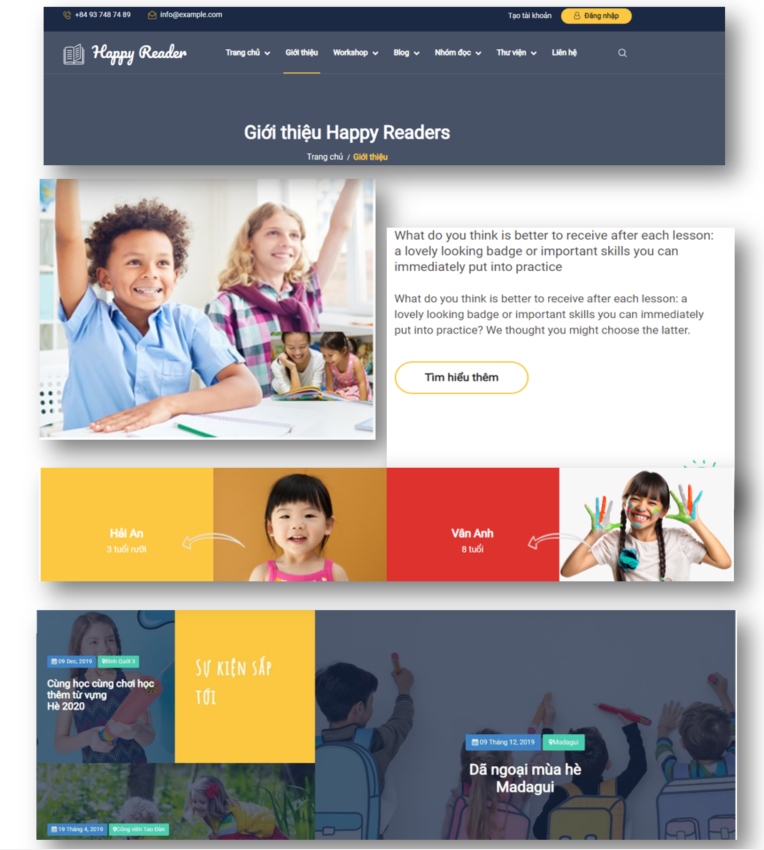 +84 93 748 74 89 info@example.com Tạo tài khoản Đăng nhập
Happy Reader Trang chủ Giới thiệu Workshop Blog Nhóm đọc Thư viện Liên hệ
Giới thiệu Happy Readers
Trang chủ / Giới thiệu
What do you think is better to receive after each lesson:
a lovely looking badge or important skills you can
immediately put into practice
What do you think is better to receive after each lesson: a
lovely looking badge or important skills you can immediately
put into practice? We thought you might choose the latter.
Tìm hiểu thêm
Hải An
3 tuổi rưỡi
Vân Anh
8 tuổi
09 Dec, 2019 Bình Quới 3
Cùng học cùng chơi học
thêm từ vựng
Hè 2020
SỰ KIỆN SẮP
TỚI
09 Tháng 12, 2019 Madagui
Dã ngoại mùa hè
Madagui
19 Tháng 4, 2019 Công viên Tao Đàn